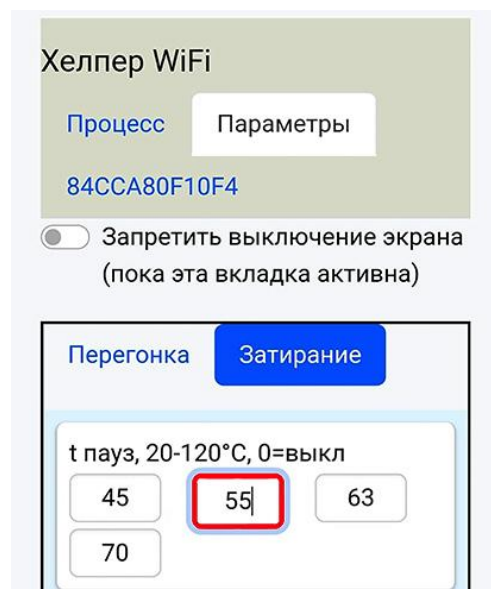 Хелпер WiFi
Процесс Параметры
84CCA80F10F4
Запретить выключение экрана
(пока эта вкладка активна)
Перегонка Затирание
t пауз, 20-120°C, 0=выкл
45 55 63
70